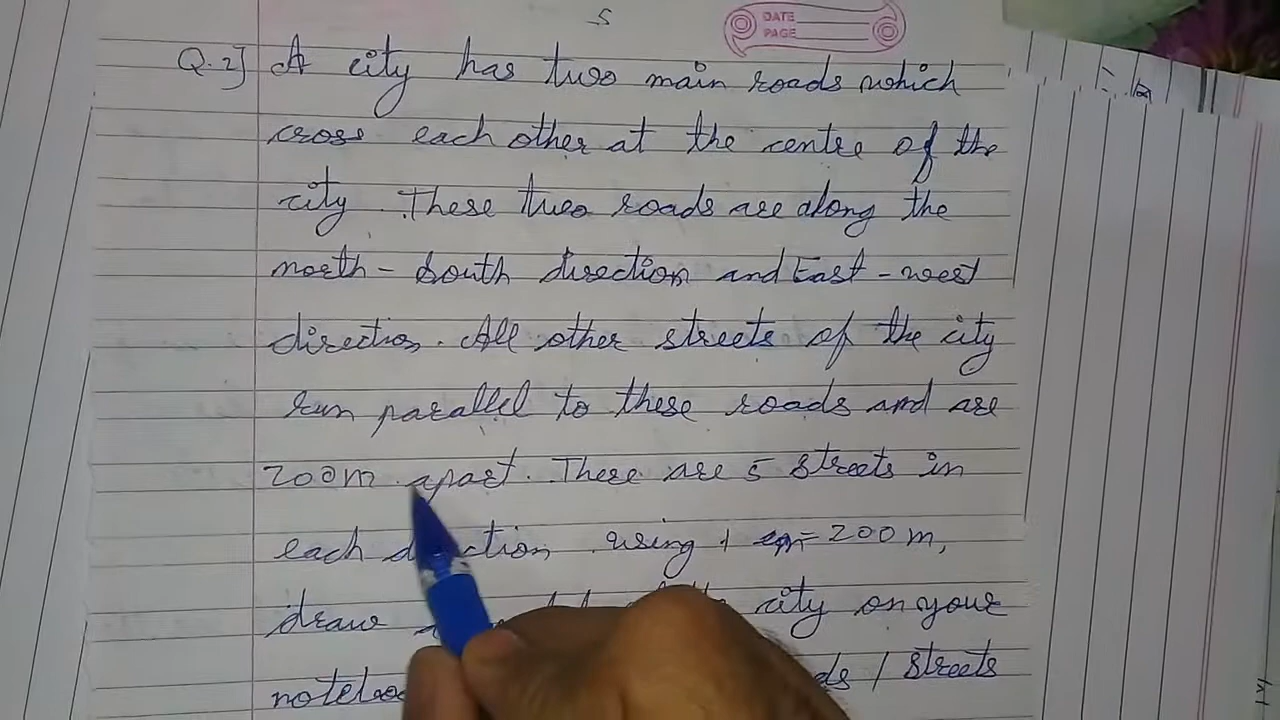 5
DATE
PAGE
Q.2] A city has two main roads which
cross each other at the centre of the
city. These two roads are along the
north - South direction and East - west
direction. All other streets of the city
run parallel to these roads and are
200m apart. There are 5 streets in
each using 1 cm = 200 m,
draw city on your
streets